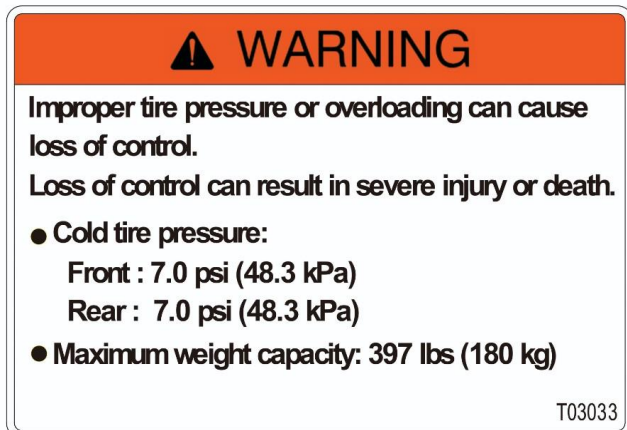 WARNING
Improper tire pressure or overloading can cause
loss of control.
Loss of control can result in severe injury or death.
● Cold tire pressure:
Front : 7.0 psi (48.3 kPa)
Rear : 7.0 psi (48.3 kPa)
● Maximum weight capacity: 397 lbs (180 kg)
T03033